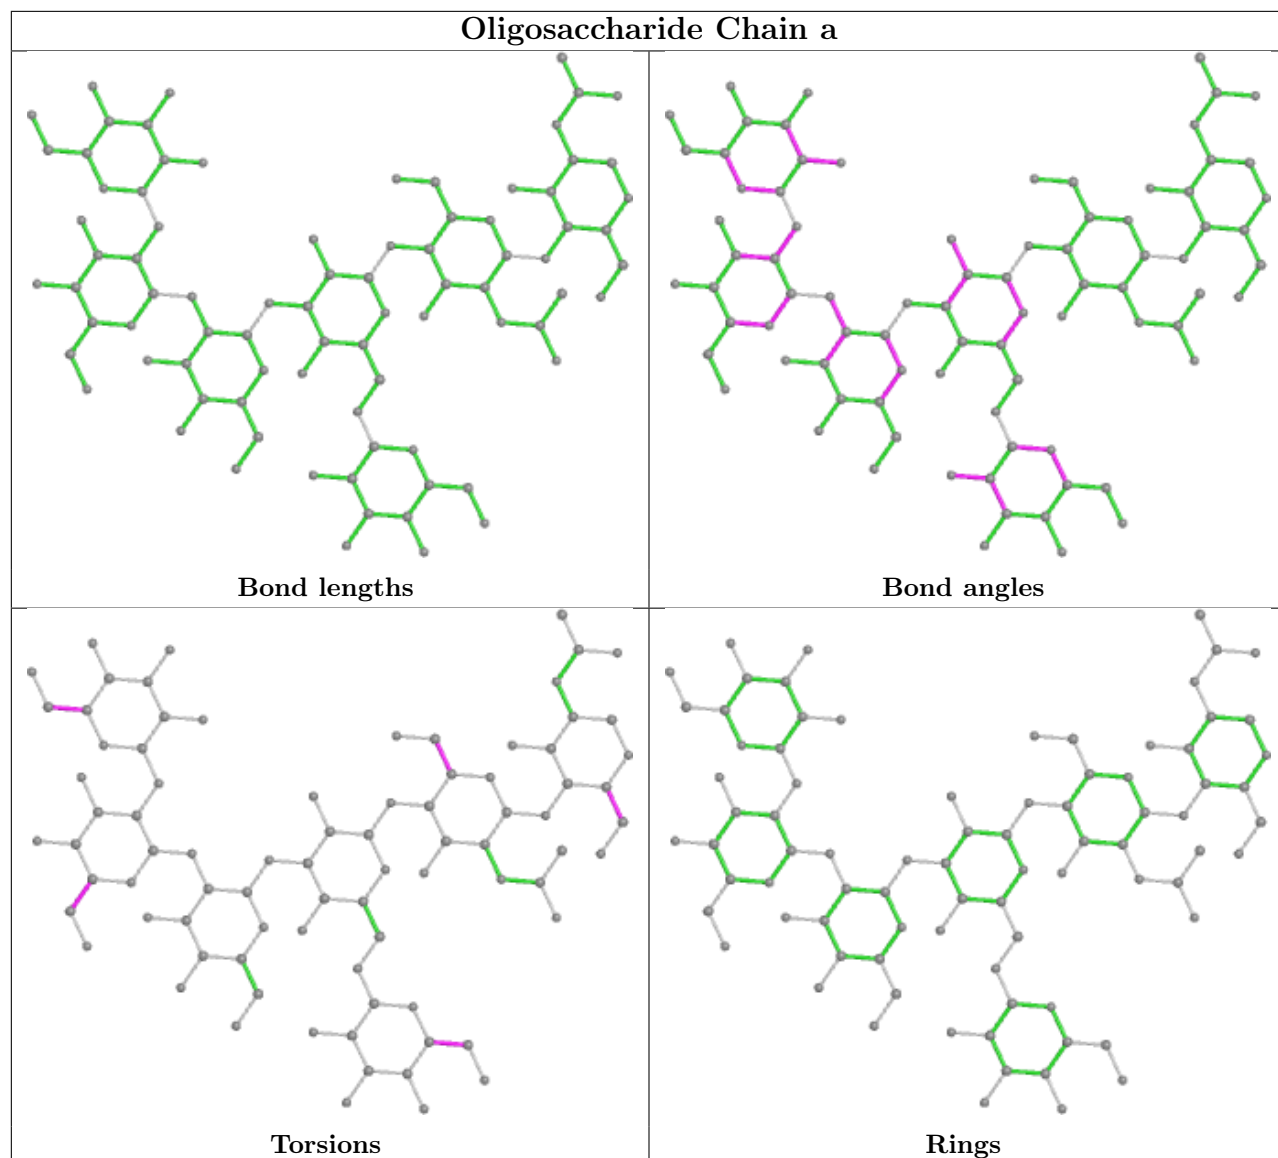 Oligosaccharide Chain a
Bond lengths
Bond angles
Torsions
Rings